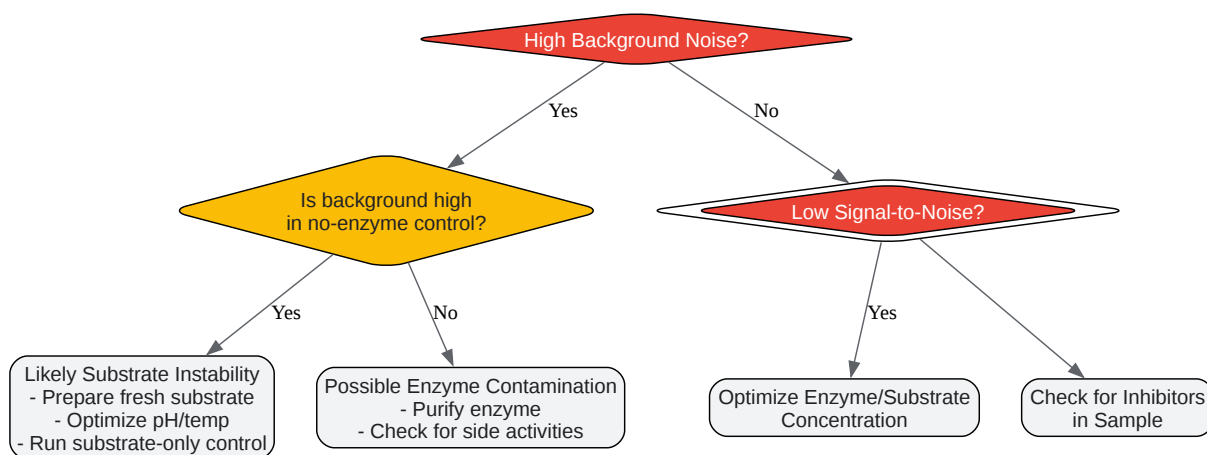 High Background Noise?
Yes
No
Is background high
in no-enzyme control?
Low Signal-to-Noise?
Yes
No
Yes
Likely Substrate Instability
- Prepare fresh substrate
- Optimize pH/temp
- Run substrate-only control
Possible Enzyme Contamination
- Purify enzyme
- Check for side activities
Optimize Enzyme/Substrate
Concentration
Check for Inhibitors
in Sample